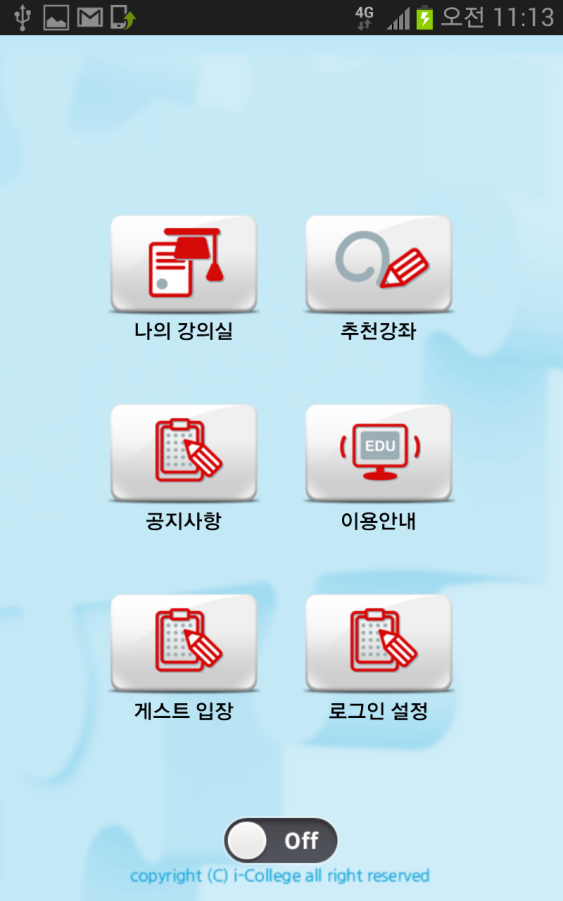 4G 오전 11:13
나의 강의실 추천강좌
EDU
공지사항 이용안내
게스트 입장 로그인 설정
Off
copyright (C) i-College all right reserved